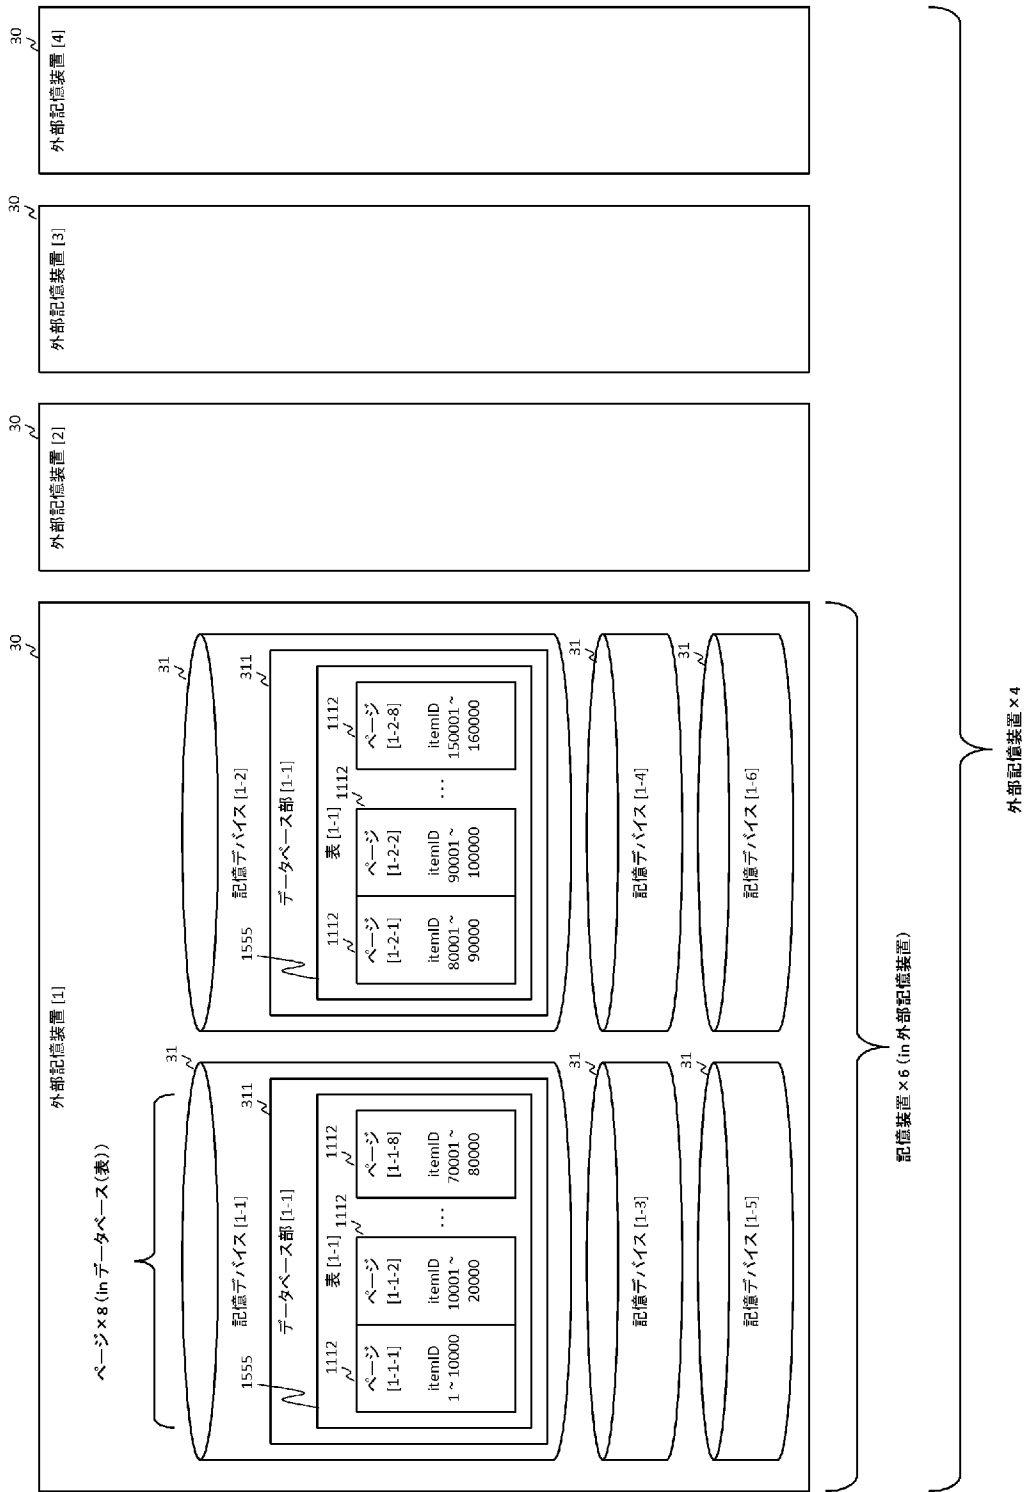 ページ×8 (in データベース(表))
外部記憶装置 [1]
30
外部記憶装置 [2]
30
外部記憶装置 [3]
30
外部記憶装置 [4]
30
31
記憶デバイス [1-1]
311
データベース部 [1-1]
1555
表 [1-1]
1112
ページ
[1-1-1]
itemID
1~10000
1112
ページ
[1-1-2]
itemID
10001~
20000
…
1112
ページ
[1-1-8]
itemID
70001~
80000
31
記憶デバイス [1-2]
311
データベース部 [1-1]
1555
表 [1-1]
1112
ページ
[1-2-1]
itemID
80001~
90000
1112
ページ
[1-2-2]
itemID
90001~
100000
…
1112
ページ
[1-2-8]
itemID
150001~
160000
31
記憶デバイス [1-3]
31
記憶デバイス [1-4]
31
記憶デバイス [1-5]
31
記憶デバイス [1-6]
記憶装置×6 (in 外部記憶装置)
外部記憶装置×4